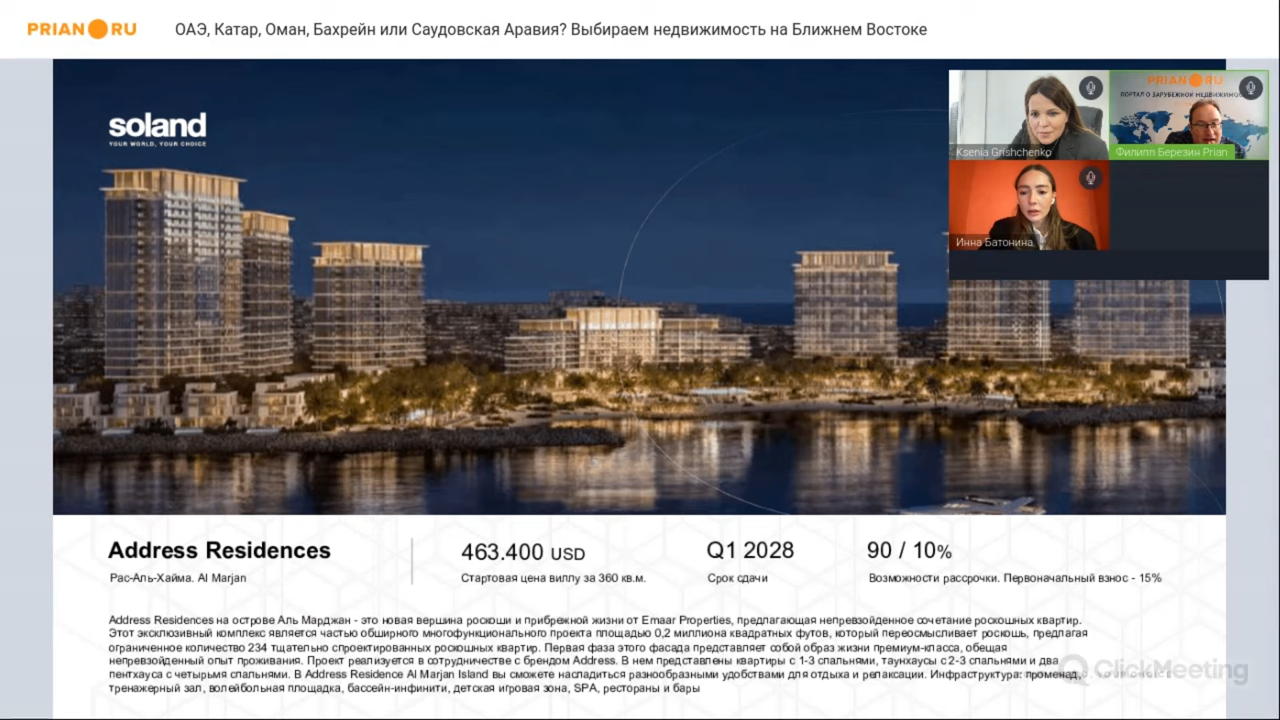 PRIAN RU
ОАЭ, Катар, Оман, Бахрейн или Саудовская Аравия? Выбираем недвижимость на Ближнем Востоке
soland
YOUR WORLD, YOUR CHOICE
PRIAN RU
ПОРТАЛ О ЗАРУБЕЖНОЙ НЕДВИЖИМОС
Ksenia Grishchenko
Филипп Березин Prian
Инна Батонина
Address Residences
Рас-Аль-Хайма. Al Marjan
463.400 USD
Стартовая цена виллу за 360 кв.м.
Q1 2028
Срок сдачи
90 / 10%
Возможности рассрочки. Первоначальный взнос - 15%
Address Residences на острове Аль Марджан - это новая вершина роскоши и прибрежной жизни от Emaar Properties, предлагающая непревзойденное сочетание роскошных квартир.
Этот эксклюзивный комплекс является частью обширного многофункционального проекта площадью 0,2 миллиона квадратных футов, который переосмысливает роскошь, предлагая
ограниченное количество 234 тщательно спроектированных роскошных квартир. Первая фаза этого фасада представляет собой образ жизни премиум-класса, обещая
непревзойденный опыт проживания. Проект реализуется в сотрудничестве с брендом Address. В нем представлены квартиры с 1-3 спальнями, таунхаусы с 2-3 спальнями и два
пентхауса с четырьмя спальнями. В Address Residence Al Marjan Island вы сможете насладиться разнообразными удобствами для отдыха и релаксации. Инфраструктура: променад,
тренажерный зал, волейбольная площадка, бассейн-инфинити, детская игровая зона, SPA, рестораны и бары
ClickMeeting